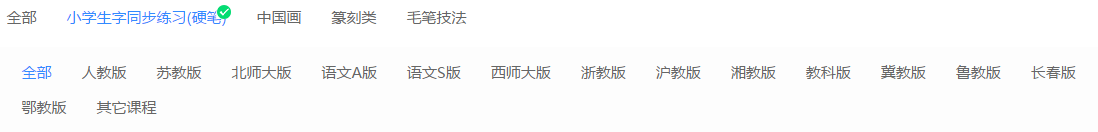 全部 小学生字同步练习(硬笔) 中国画 篆刻类 毛笔技法
全部 人教版 苏教版 北师大版 语文A版 语文S版 西师大版 浙教版 沪教版 湘教版 教科版 冀教版 鲁教版 长春版
鄂教版 其它课程